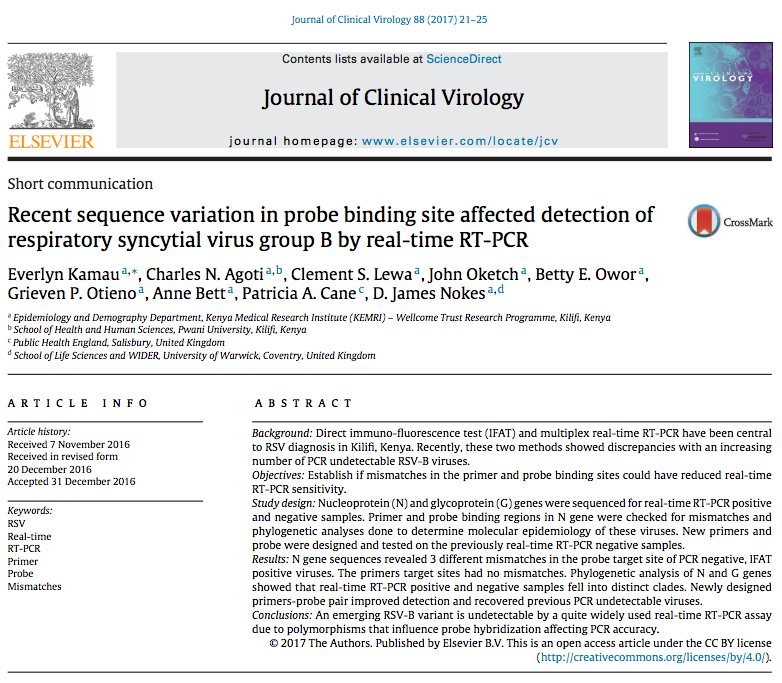 Journal of Clinical Virology 88 (2017) 21–25
Contents lists available at ScienceDirect
Journal of Clinical Virology
journal homepage: www.elsevier.com/locate/jcv
ELSEVIER
VIROLOGY
Short communication
Recent sequence variation in probe binding site affected detection of
respiratory syncytial virus group B by real-time RT-PCR
CrossMark
Everlyn Kamau a,∗, Charles N. Agoti a,b, Clement S. Lewa a, John Oketch a, Betty E. Owor a,
Grieven P. Otieno a, Anne Bett a, Patricia A. Cane c, D. James Nokes a,d
a Epidemiology and Demography Department, Kenya Medical Research Institute (KEMRI) – Wellcome Trust Research Programme, Kilifi, Kenya
b School of Health and Human Sciences, Pwani University, Kilifi, Kenya
c Public Health England, Salisbury, United Kingdom
d School of Life Sciences and WIDER, University of Warwick, Coventry, United Kingdom
ARTICLE INFO
Article history:
Received 7 November 2016
Received in revised form
20 December 2016
Accepted 31 December 2016
Keywords:
RSV
Real-time
RT-PCR
Primer
Probe
Mismatches
ABSTRACT
Background: Direct immuno-fluorescence test (IFAT) and multiplex real-time RT-PCR have been central
to RSV diagnosis in Kilifi, Kenya. Recently, these two methods showed discrepancies with an increasing
number of PCR undetectable RSV-B viruses.
Objectives: Establish if mismatches in the primer and probe binding sites could have reduced real-time
RT-PCR sensitivity.
Study design: Nucleoprotein (N) and glycoprotein (G) genes were sequenced for real-time RT-PCR positive
and negative samples. Primer and probe binding regions in N gene were checked for mismatches and
phylogenetic analyses done to determine molecular epidemiology of these viruses. New primers and
probe were designed and tested on the previously real-time RT-PCR negative samples.
Results: N gene sequences revealed 3 different mismatches in the probe target site of PCR negative, IFAT
positive viruses. The primers target sites had no mismatches. Phylogenetic analysis of N and G genes
showed that real-time RT-PCR positive and negative samples fell into distinct clades. Newly designed
primers-probe pair improved detection and recovered previous PCR undetectable viruses.
Conclusions: An emerging RSV-B variant is undetectable by a quite widely used real-time RT-PCR assay
due to polymorphisms that influence probe hybridization affecting PCR accuracy.
© 2017 The Authors. Published by Elsevier B.V. This is an open access article under the CC BY license
(http://creativecommons.org/licenses/by/4.0/).